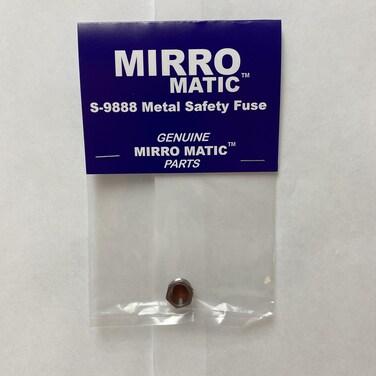 MIRRO
MATIC™
S-9888 Metal Safety Fuse
GENUINE
MIRRO MATIC™
PARTS